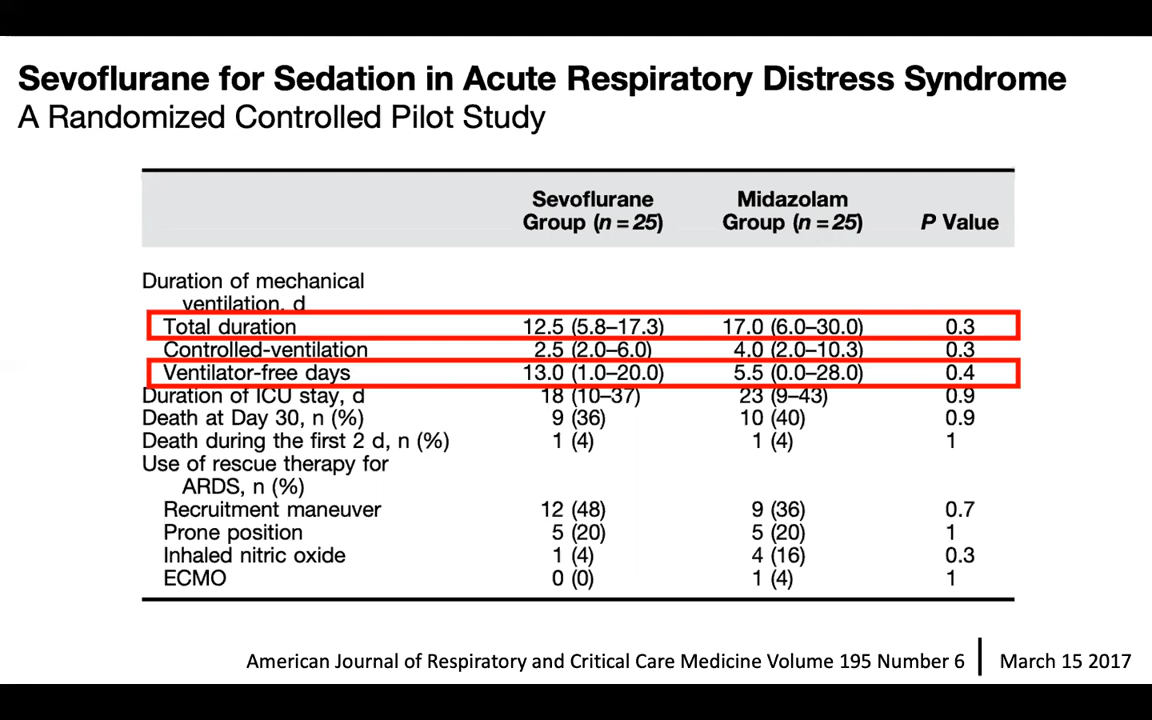 Sevoflurane for Sedation in Acute Respiratory Distress Syndrome
A Randomized Controlled Pilot Study
Sevoflurane Group (n = 25) Midazolam Group (n = 25) P Value
Duration of mechanical
ventilation, d
Total duration 12.5 (5.8–17.3) 17.0 (6.0–30.0) 0.3
Controlled-ventilation 2.5 (2.0–6.0) 4.0 (2.0–10.3) 0.3
Ventilator-free days 13.0 (1.0–20.0) 5.5 (0.0–28.0) 0.4
Duration of ICU stay, d 18 (10–37) 23 (9–43) 0.9
Death at Day 30, n (%) 9 (36) 10 (40) 0.9
Death during the first 2 d, n (%) 1 (4) 1 (4) 1
Use of rescue therapy for
ARDS, n (%)
Recruitment maneuver 12 (48) 9 (36) 0.7
Prone position 5 (20) 5 (20) 1
Inhaled nitric oxide 1 (4) 4 (16) 0.3
ECMO 0 (0) 1 (4) 1
American Journal of Respiratory and Critical Care Medicine Volume 195 Number 6 | March 15 2017